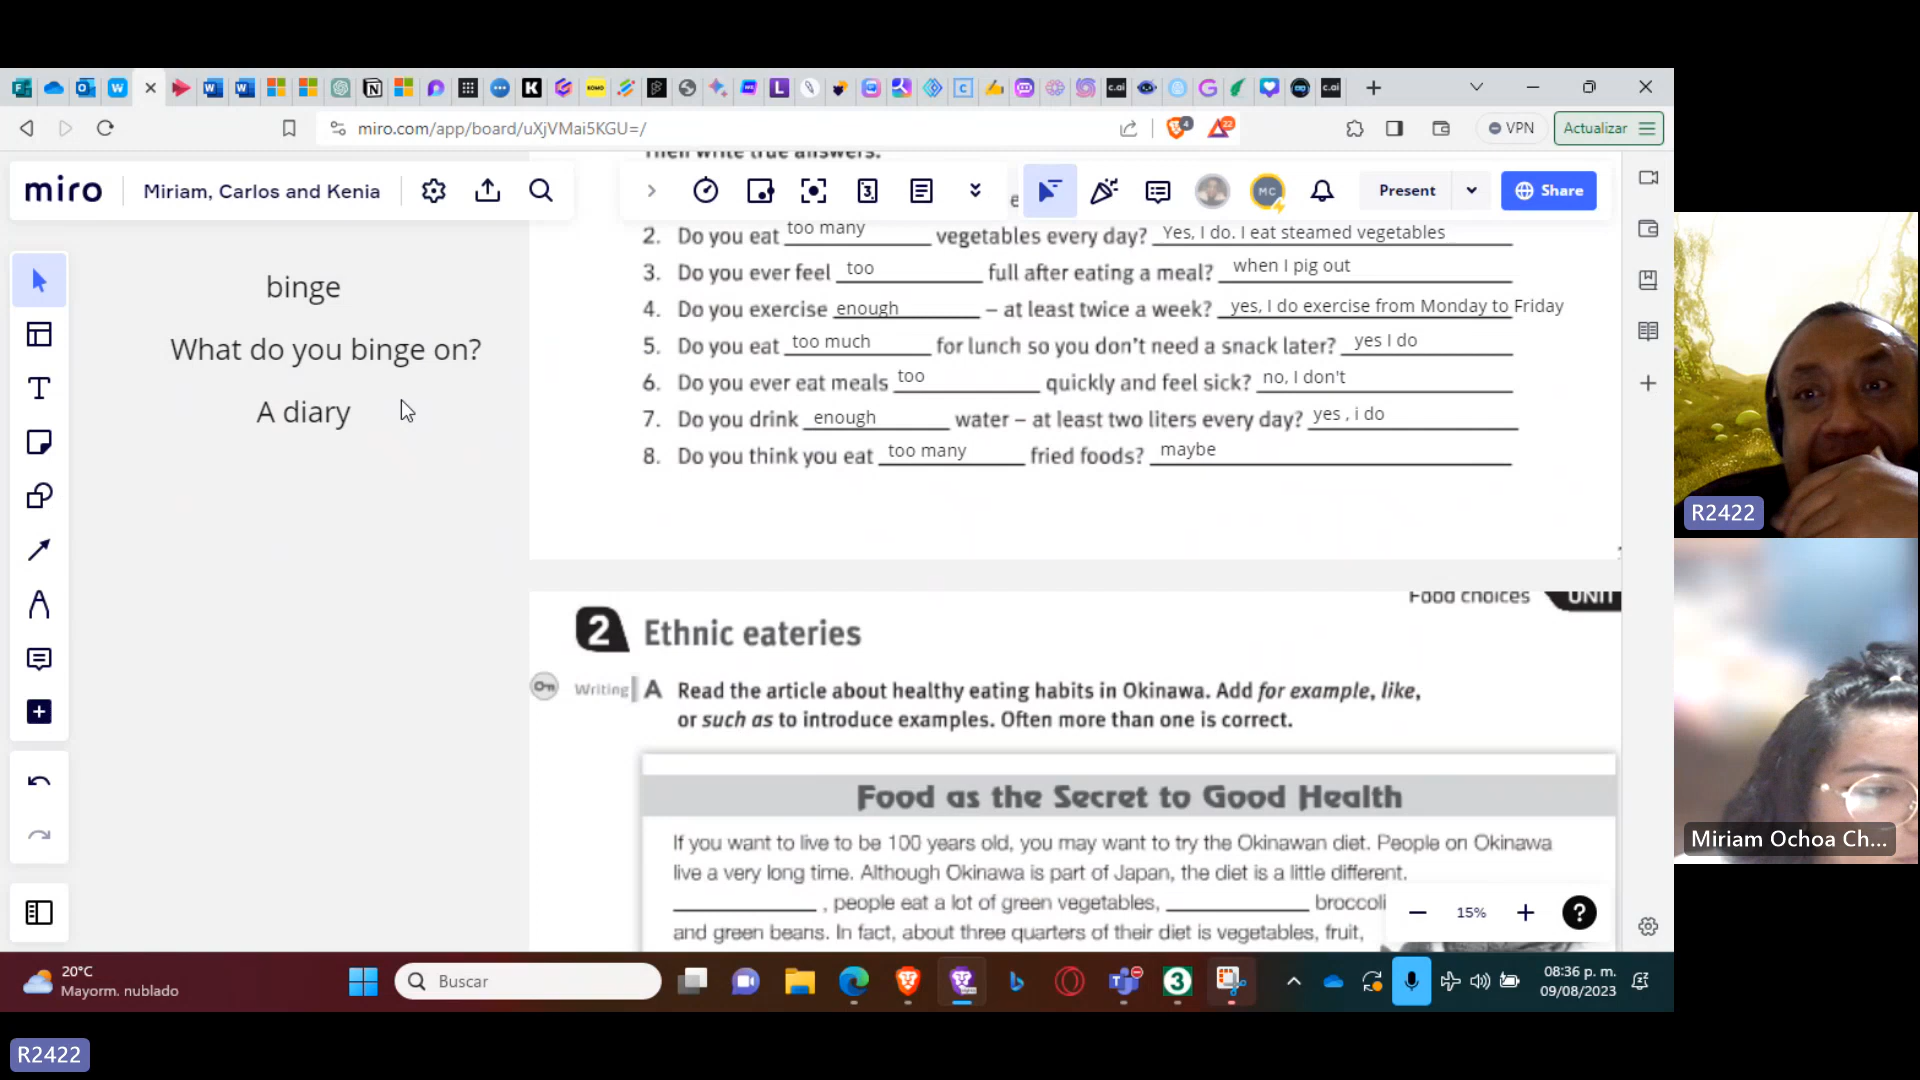 miro.com/app/board/uXjVMai5KGU=/
VPN
Actualizar
Then write true answers.
miro
Miriam, Carlos and Kenia
MC
Present
Share
2. Do you eat too many vegetables every day? Yes, I do. I eat steamed vegetables
3. Do you ever feel too full after eating a meal? when I pig out
4. Do you exercise enough – at least twice a week? yes, I do exercise from Monday to Friday
5. Do you eat too much for lunch so you don't need a snack later? yes I do
6. Do you ever eat meals too quickly and feel sick? no, I don't
7. Do you drink enough water – at least two liters every day? yes , i do
8. Do you think you eat too many fried foods? maybe
binge
What do you binge on?
A diary
Food choices UNIT
2 Ethnic eateries
Writing A Read the article about healthy eating habits in Okinawa. Add for example, like,
or such as to introduce examples. Often more than one is correct.
Food as the Secret to Good Health
If you want to live to be 100 years old, you may want to try the Okinawan diet. People on Okinawa
live a very long time. Although Okinawa is part of Japan, the diet is a little different.
, people eat a lot of green vegetables, broccoli
and green beans. In fact, about three quarters of their diet is vegetables, fruit,
15%
R2422
Miriam Ochoa Ch...
20°C
Mayorm. nublado
Buscar
08:36 p. m.
09/08/2023
R2422